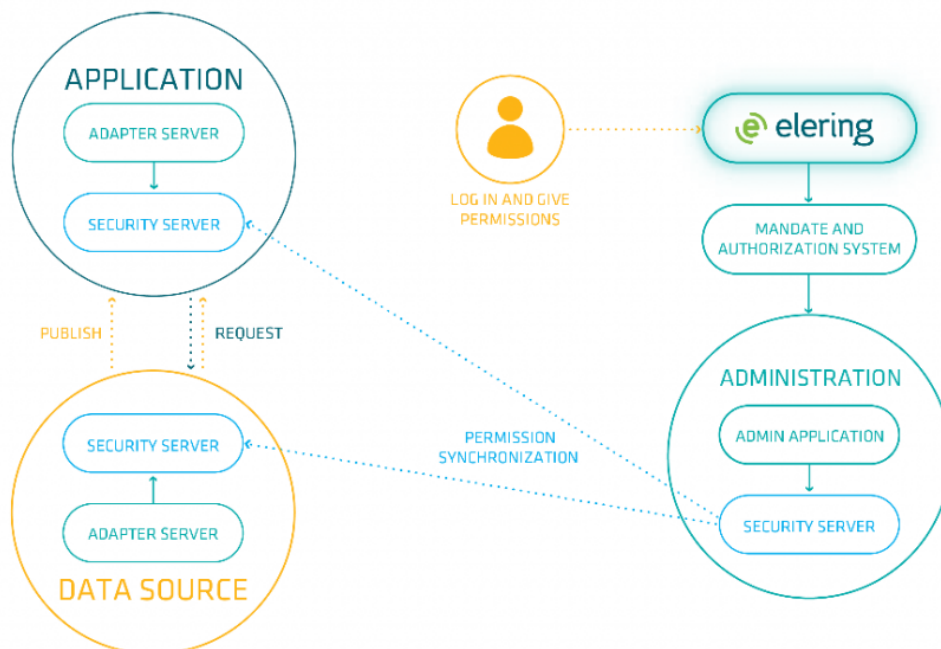 APPLICATION
ADAPTER SERVER
SECURITY SERVER
LOG IN AND GIVE
PERMISSIONS
elering
MANDATE AND
AUTHORIZATION SYSTEM
PUBLISH
REQUEST
ADMINISTRATION
ADMIN APPLICATION
SECURITY SERVER
PERMISSION
SYNCHRONIZATION
SECURITY SERVER
ADAPTER SERVER
DATA SOURCE